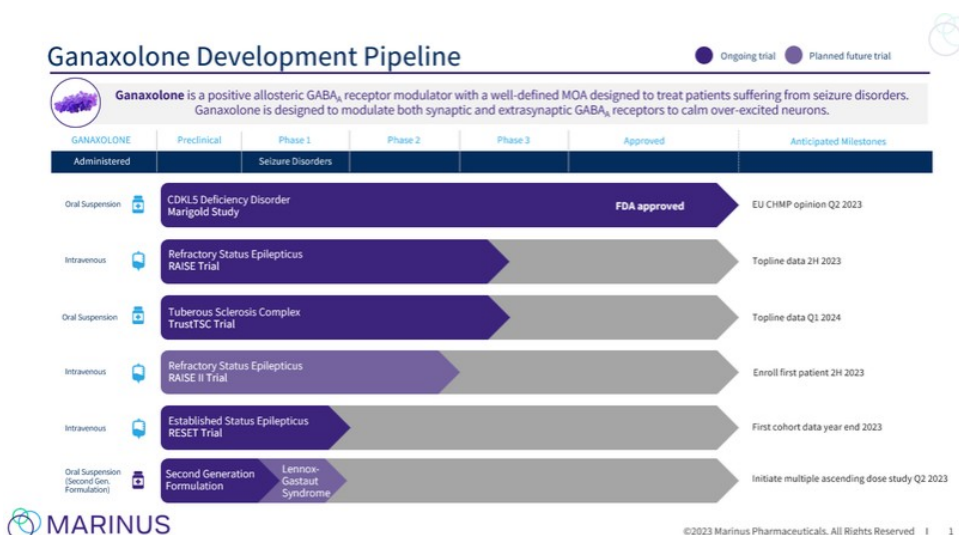 Ganaxolone Development Pipeline
Ongoing trial
Planned future trial
Ganaxolone is a positive allosteric GABAA receptor modulator with a well-defined MOA designed to treat patients suffering from seizure disorders.
Ganaxolone is designed to modulate both synaptic and extrasynaptic GABAA receptors to calm over-excited neurons.
GANAXOLONE Preclinical Phase 1 Phase 2 Phase 3 Approved Anticipated Milestones
Administered Seizure Disorders
Oral Suspension
CDKL5 Deficiency Disorder
Marigold Study
FDA approved
EU CHMP opinion Q2 2023
Intravenous
Refractory Status Epilepticus
RAISE Trial
Topline data 2H 2023
Oral Suspension
Tuberous Sclerosis Complex
TrustTSC Trial
Topline data Q1 2024
Intravenous
Refractory Status Epilepticus
RAISE II Trial
Enroll first patient 2H 2023
Intravenous
Established Status Epilepticus
RESET Trial
First cohort data year end 2023
Oral Suspension
(Second Gen.
Formulation)
Second Generation
Formulation
Lennox-
Gastaut
Syndrome
Initiate multiple ascending dose study Q2 2023
MARINUS
©2023 Marinus Pharmaceuticals. All Rights Reserved | 1